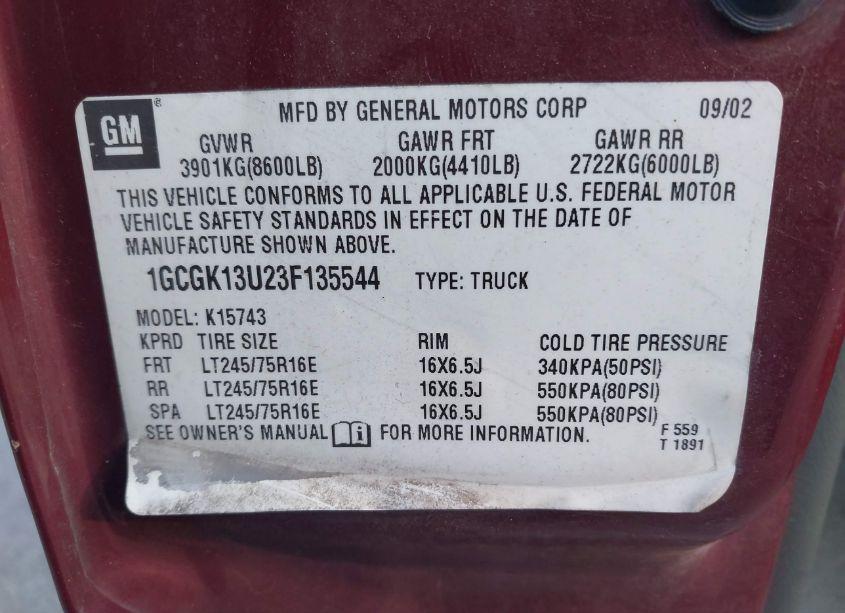 GM
MFD BY GENERAL MOTORS CORP 09/02
GVWR GAWR FRT GAWR RR
3901KG(8600LB) 2000KG(4410LB) 2722KG(6000LB)
THIS VEHICLE CONFORMS TO ALL APPLICABLE U.S. FEDERAL MOTOR
VEHICLE SAFETY STANDARDS IN EFFECT ON THE DATE OF
MANUFACTURE SHOWN ABOVE.
1GCGK13U23F135544 TYPE: TRUCK
MODEL: K15743
KPRD TIRE SIZE RIM COLD TIRE PRESSURE
FRT LT245/75R16E 16X6.5J 340KPA(50PSI)
RR LT245/75R16E 16X6.5J 550KPA(80PSI)
SPA LT245/75R16E 16X6.5J 550KPA(80PSI)
SEE OWNER'S MANUAL FOR MORE INFORMATION. F 559
T 1891